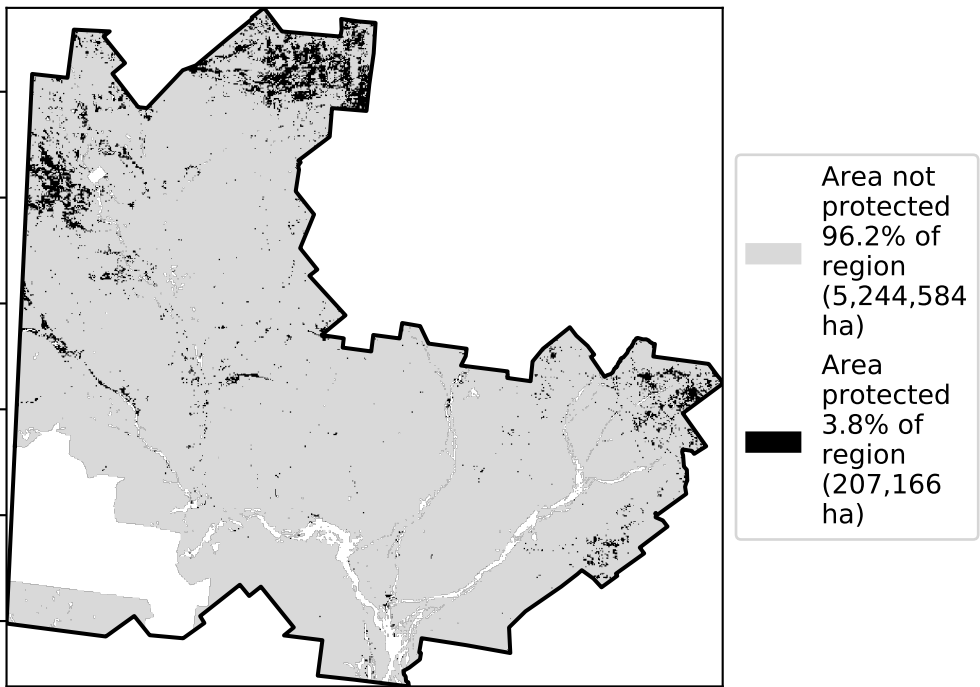 Area not
protected
96.2% of
region
(5,244,584
ha)
Area
protected
3.8% of
region
(207,166
ha)